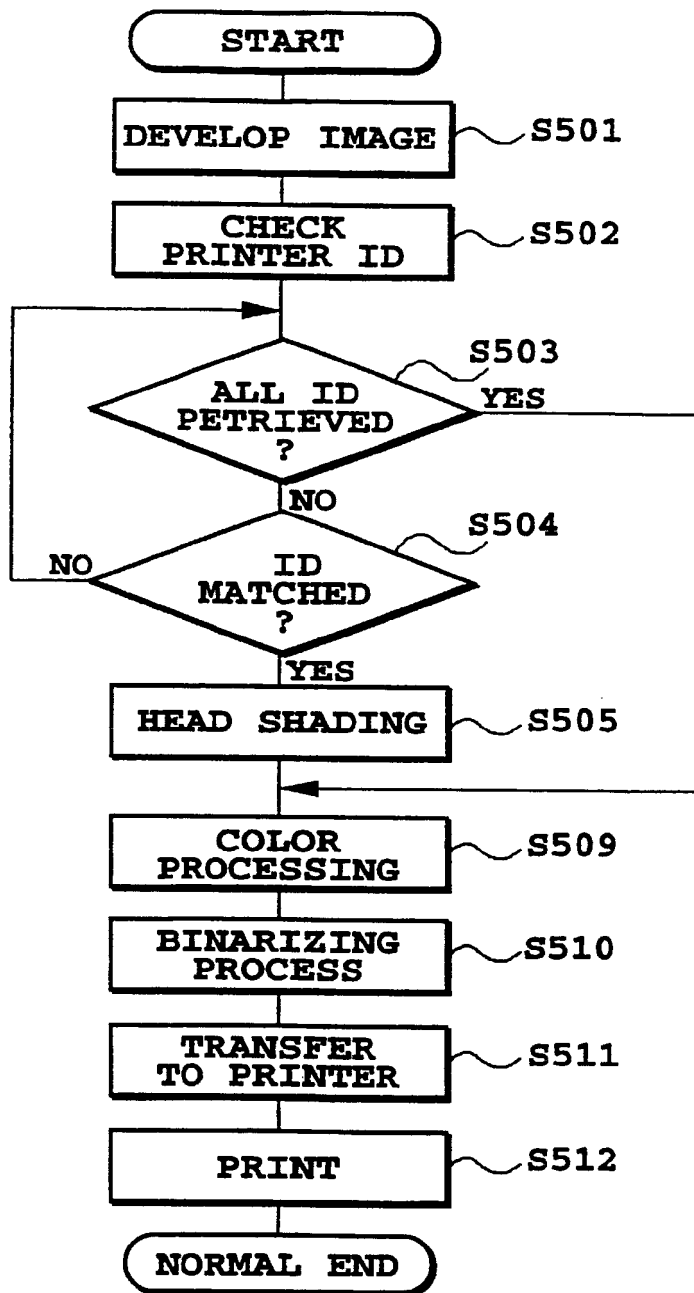 START
DEVELOP IMAGE
S501
CHECK
PRINTER ID
S502
S503
ALL ID
PETRIEVED
?
YES
NO
S504
ID
MATCHED
?
NO
YES
HEAD SHADING
S505
COLOR
PROCESSING
S509
BINARIZING
PROCESS
S510
TRANSFER
TO PRINTER
S511
PRINT
S512
NORMAL END